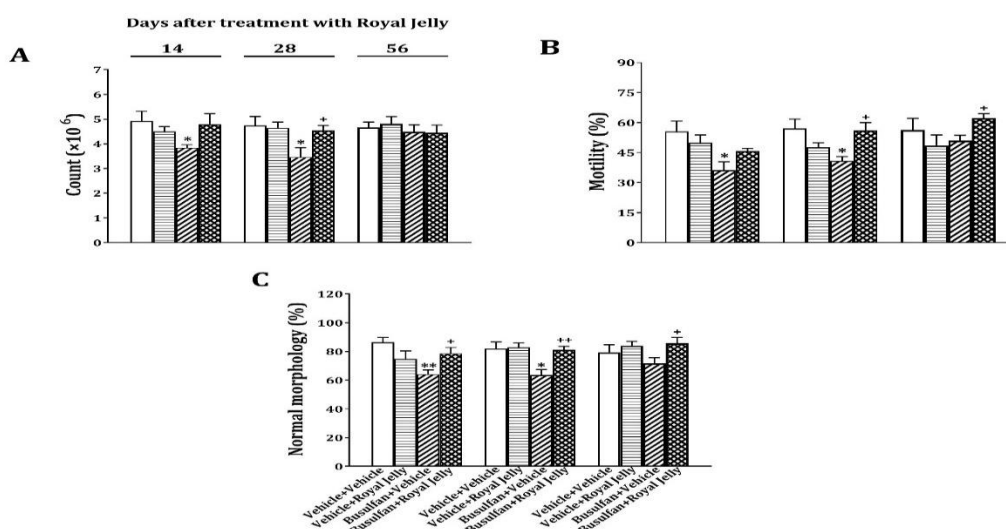 Days after treatment with Royal Jelly
14 28 56
A
B
7
6
5
4
3
2
1
0
Count (×10⁶)
* * +
90
75
60
45
30
15
0
Motility (%)
* * + +
C
120
100
80
60
40
20
0
Normal morphology (%)
** + * ++ +
Vehicle+Vehicle
Vehicle+Royal Jelly
Busulfan+Vehicle
Busulfan+Royal Jelly
Vehicle+Vehicle
Vehicle+Royal Jelly
Busulfan+Vehicle
Busulfan+Royal Jelly
Vehicle+Vehicle
Vehicle+Royal Jelly
Busulfan+Vehicle
Busulfan+Royal Jelly